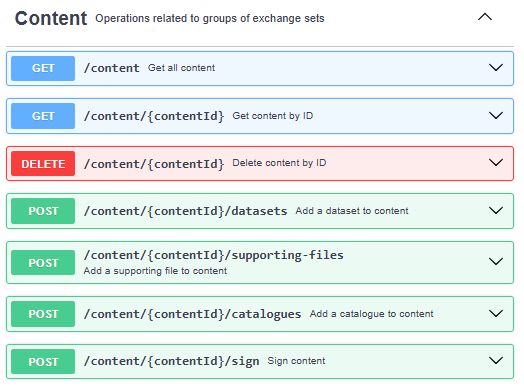 Content Operations related to groups of exchange sets
GET /content Get all content
GET /content/{contentId} Get content by ID
DELETE /content/{contentId} Delete content by ID
POST /content/{contentId}/datasets Add a dataset to content
POST /content/{contentId}/supporting-files
Add a supporting file to content
POST /content/{contentId}/catalogues Add a catalogue to content
POST /content/{contentId}/sign Sign content